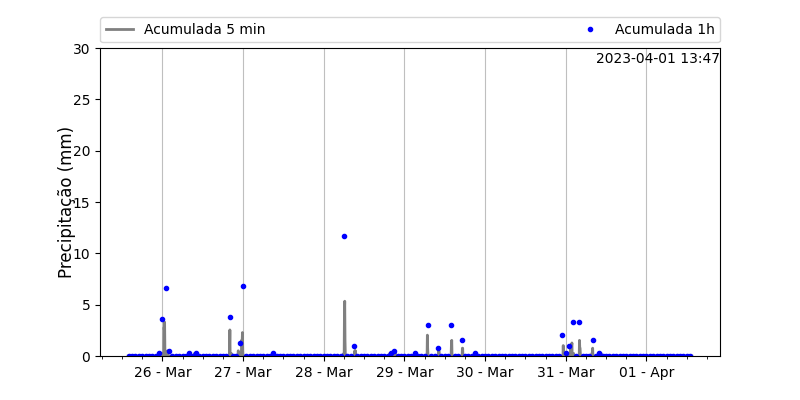 Acumulada 5 min
Acumulada 1h
2023-04-01 13:47
Precipitação (mm)
30
25
20
15
10
5
0
26 - Mar
27 - Mar
28 - Mar
29 - Mar
30 - Mar
31 - Mar
01 - Apr